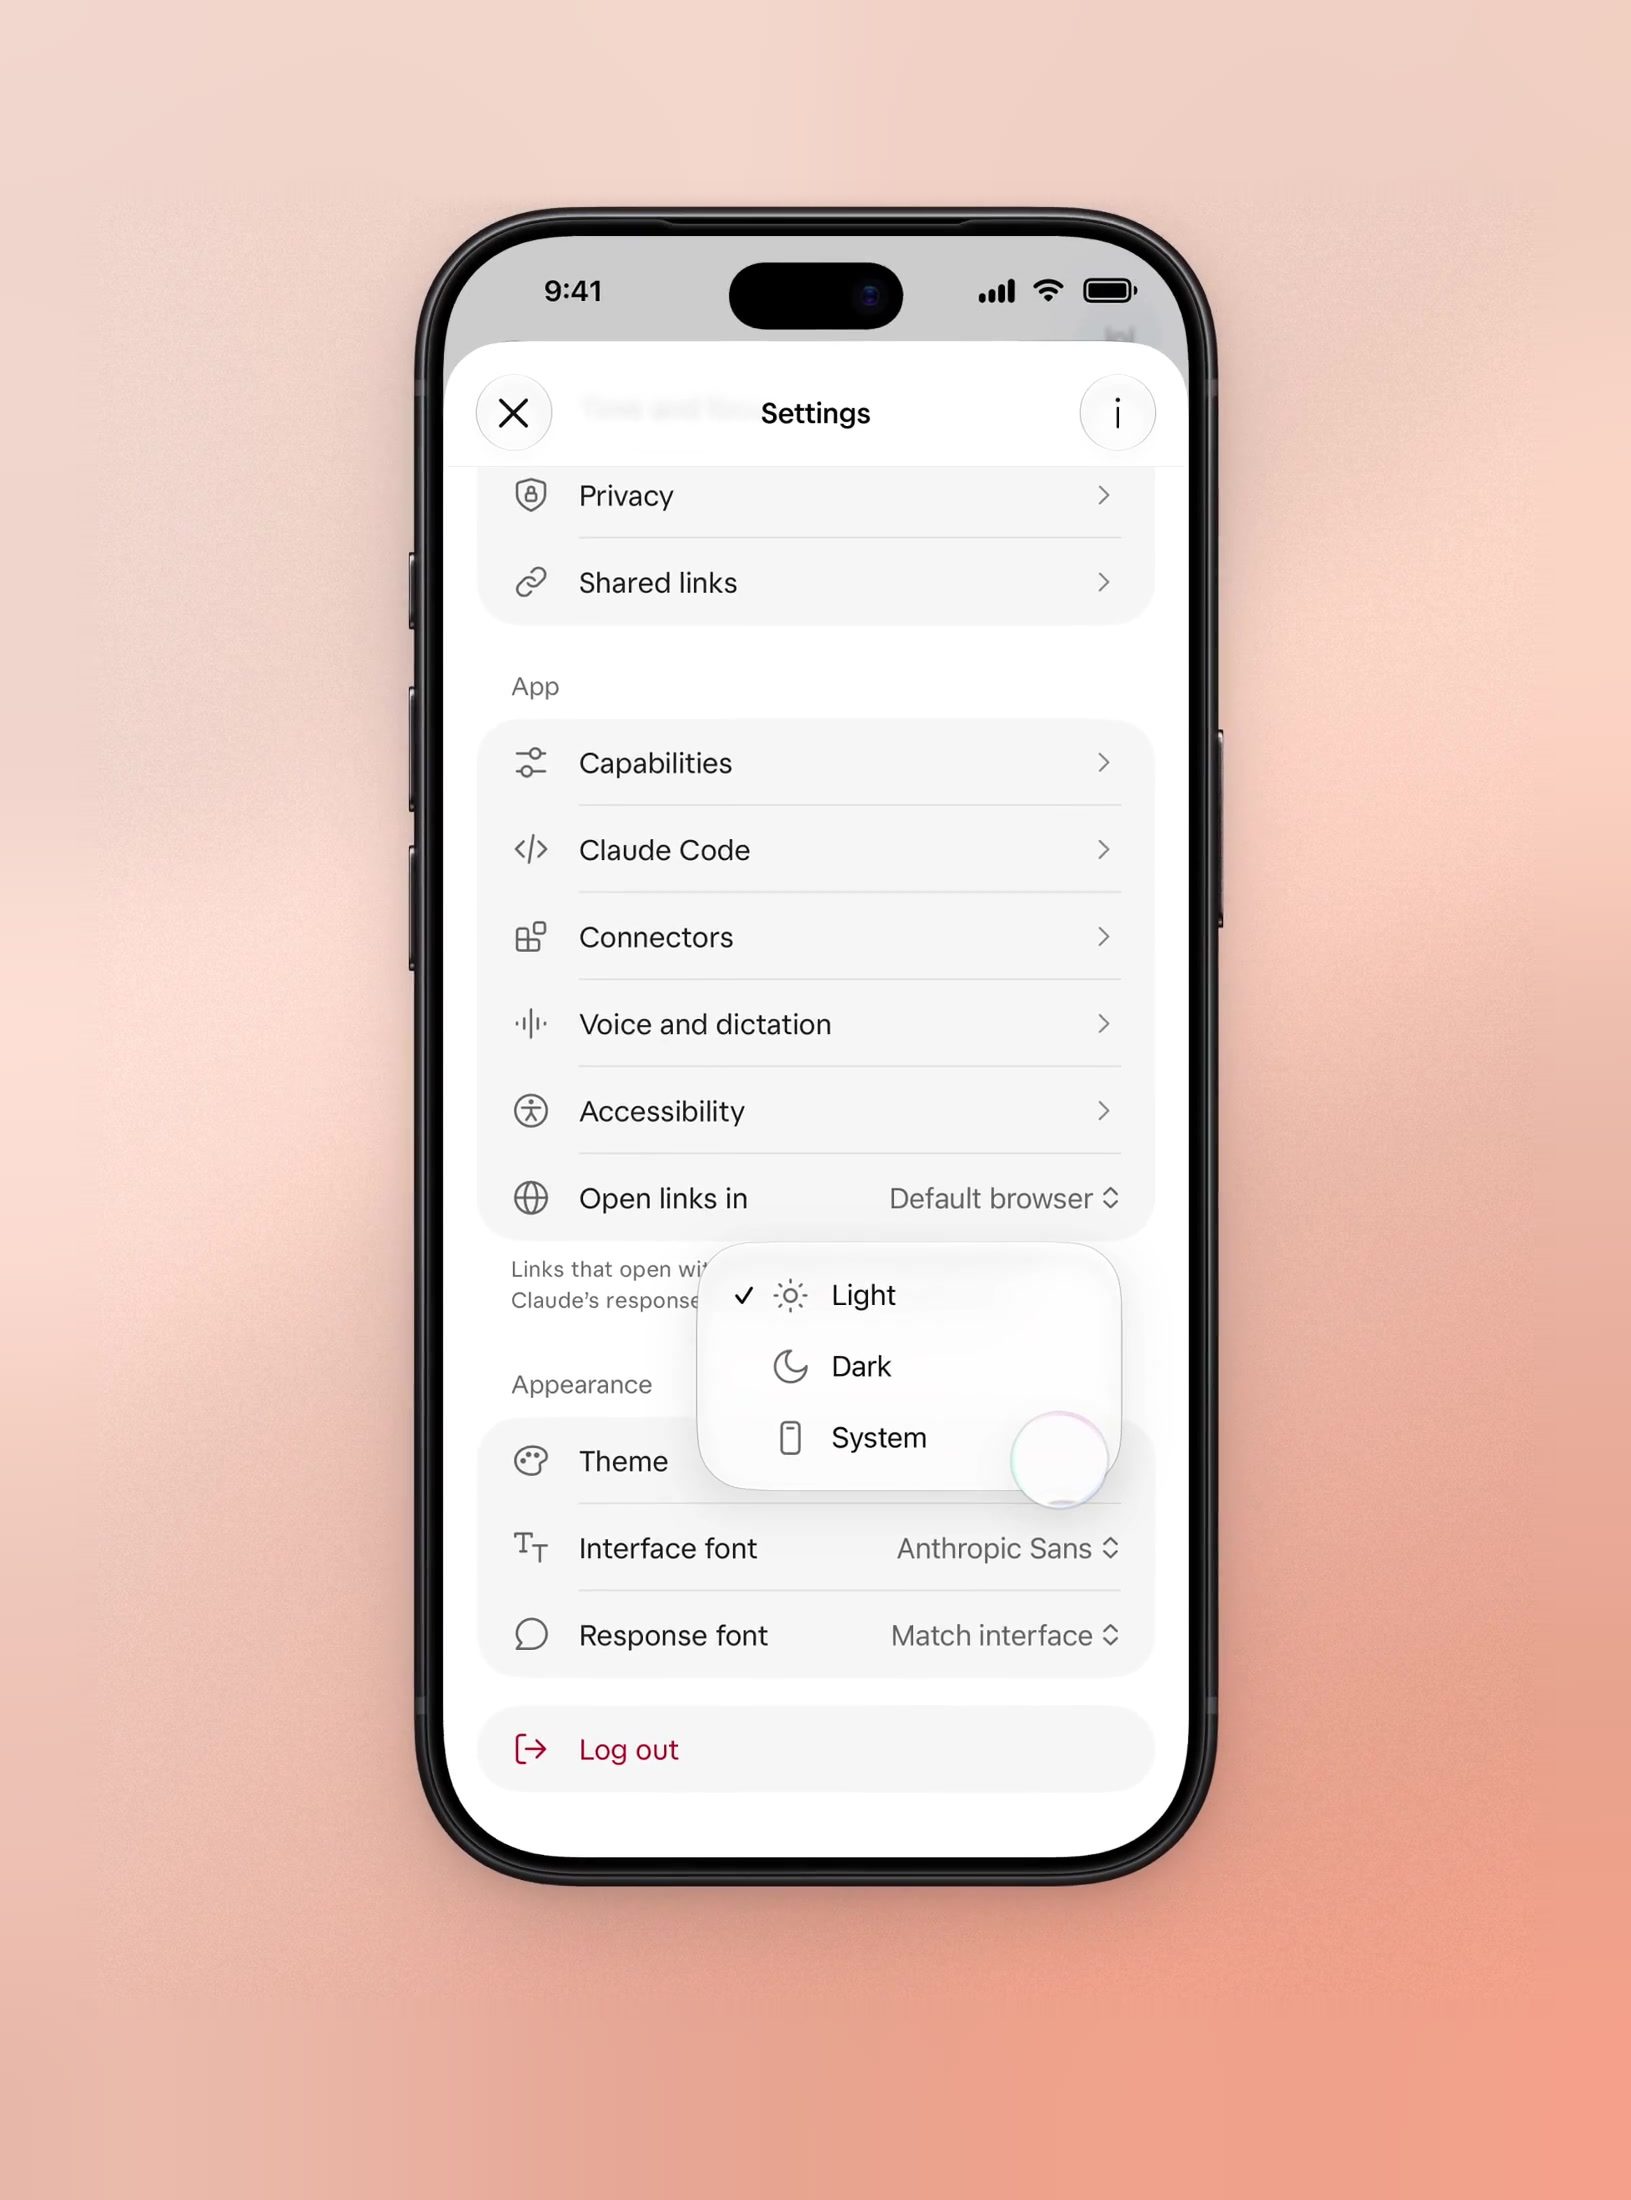 9:41
Settings
Privacy
Shared links
App
Capabilities
Claude Code
Connectors
Voice and dictation
Accessibility
Open links in Default browser
Links that open
Claude’s
Light
Dark
System
Appearance
Theme
Interface font Anthropic Sans
Response font Match interface
Log out